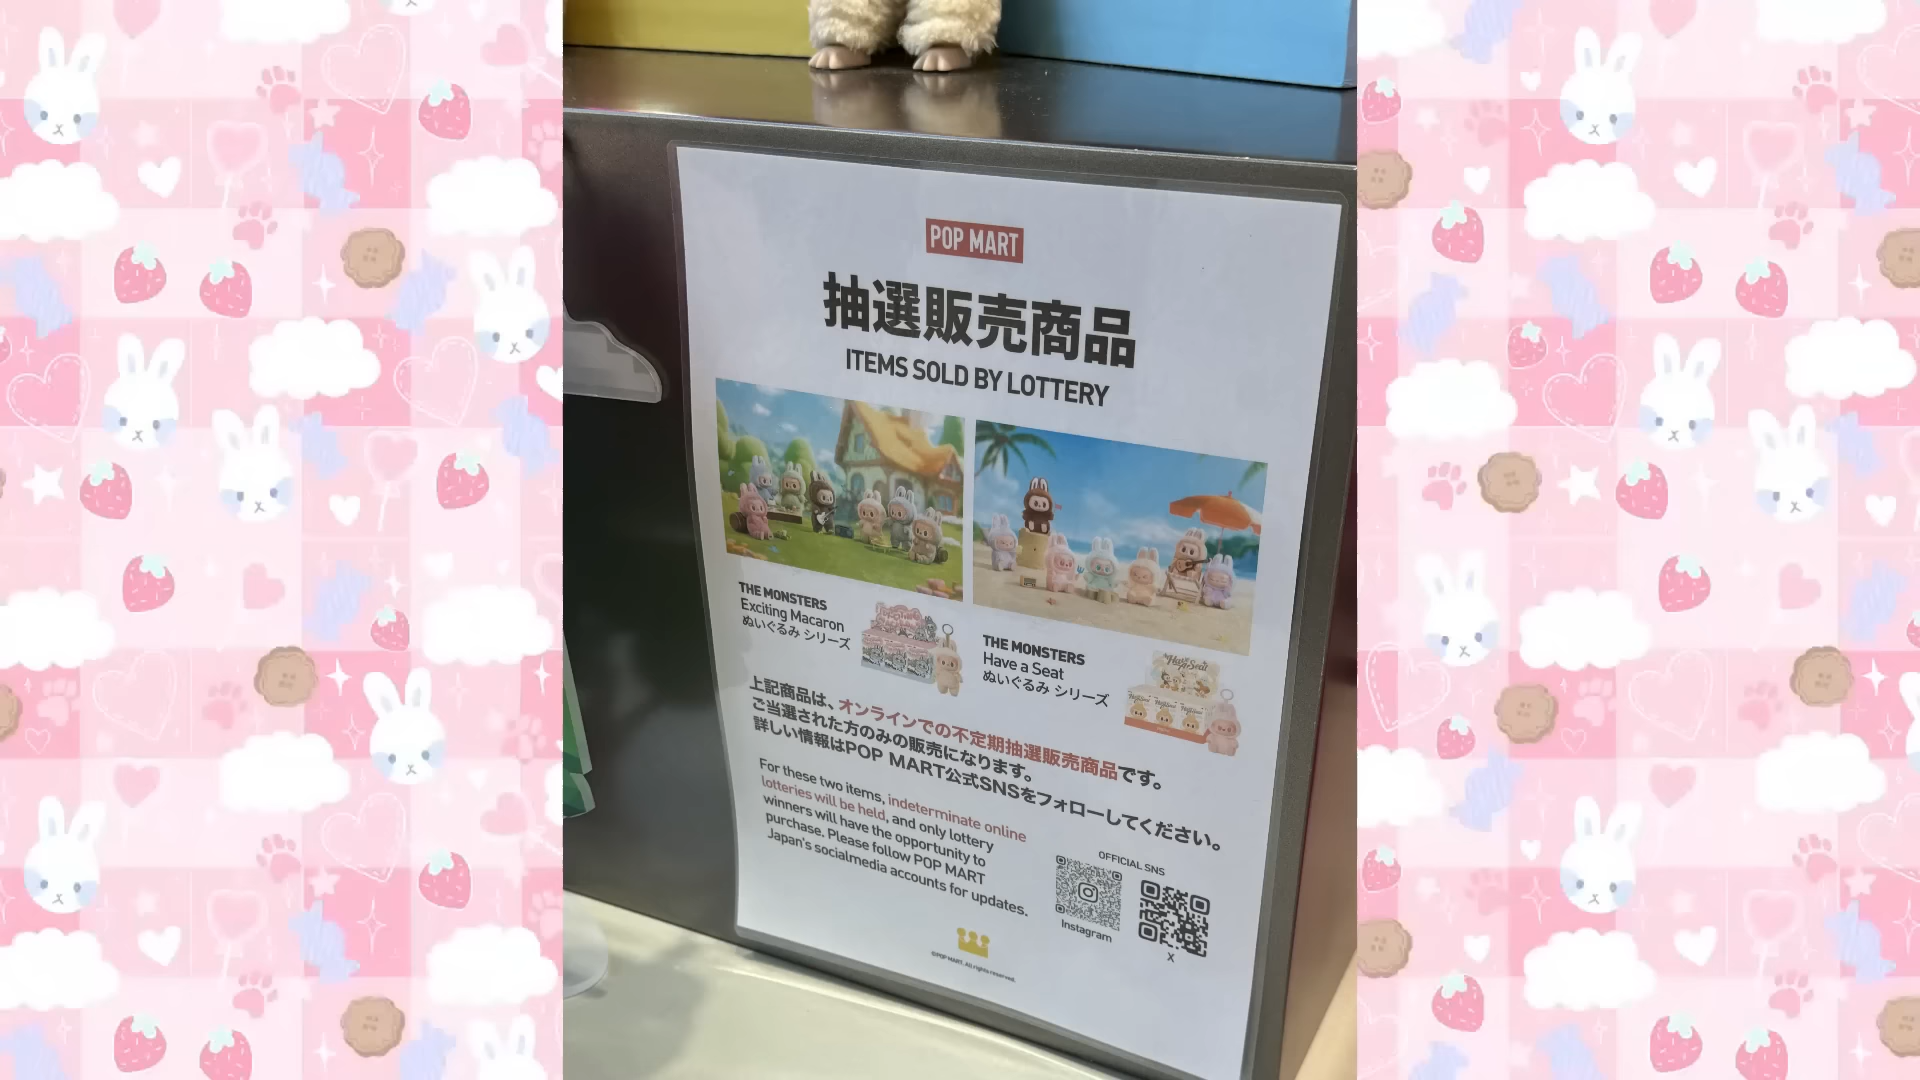 POP MART
抽選販売商品
ITEMS SOLD BY LOTTERY
THE MONSTERS
Exciting Macaron
ぬいぐるみ シリーズ
THE MONSTERS
Have a Seat
ぬいぐるみ シリーズ
Have A Seat
上記商品は、オンラインでの不定期抽選販売商品です。
ご当選された方のみの販売になります。
詳しい情報はPOP MART公式SNSをフォローしてください。
For these two items, indeterminate online
lotteries will be held, and only lottery
winners will have the opportunity to
purchase. Please follow POP MART
Japan's socialmedia accounts for updates.
OFFICIAL SNS
Instagram
X
©POP MART. All rights reserved.